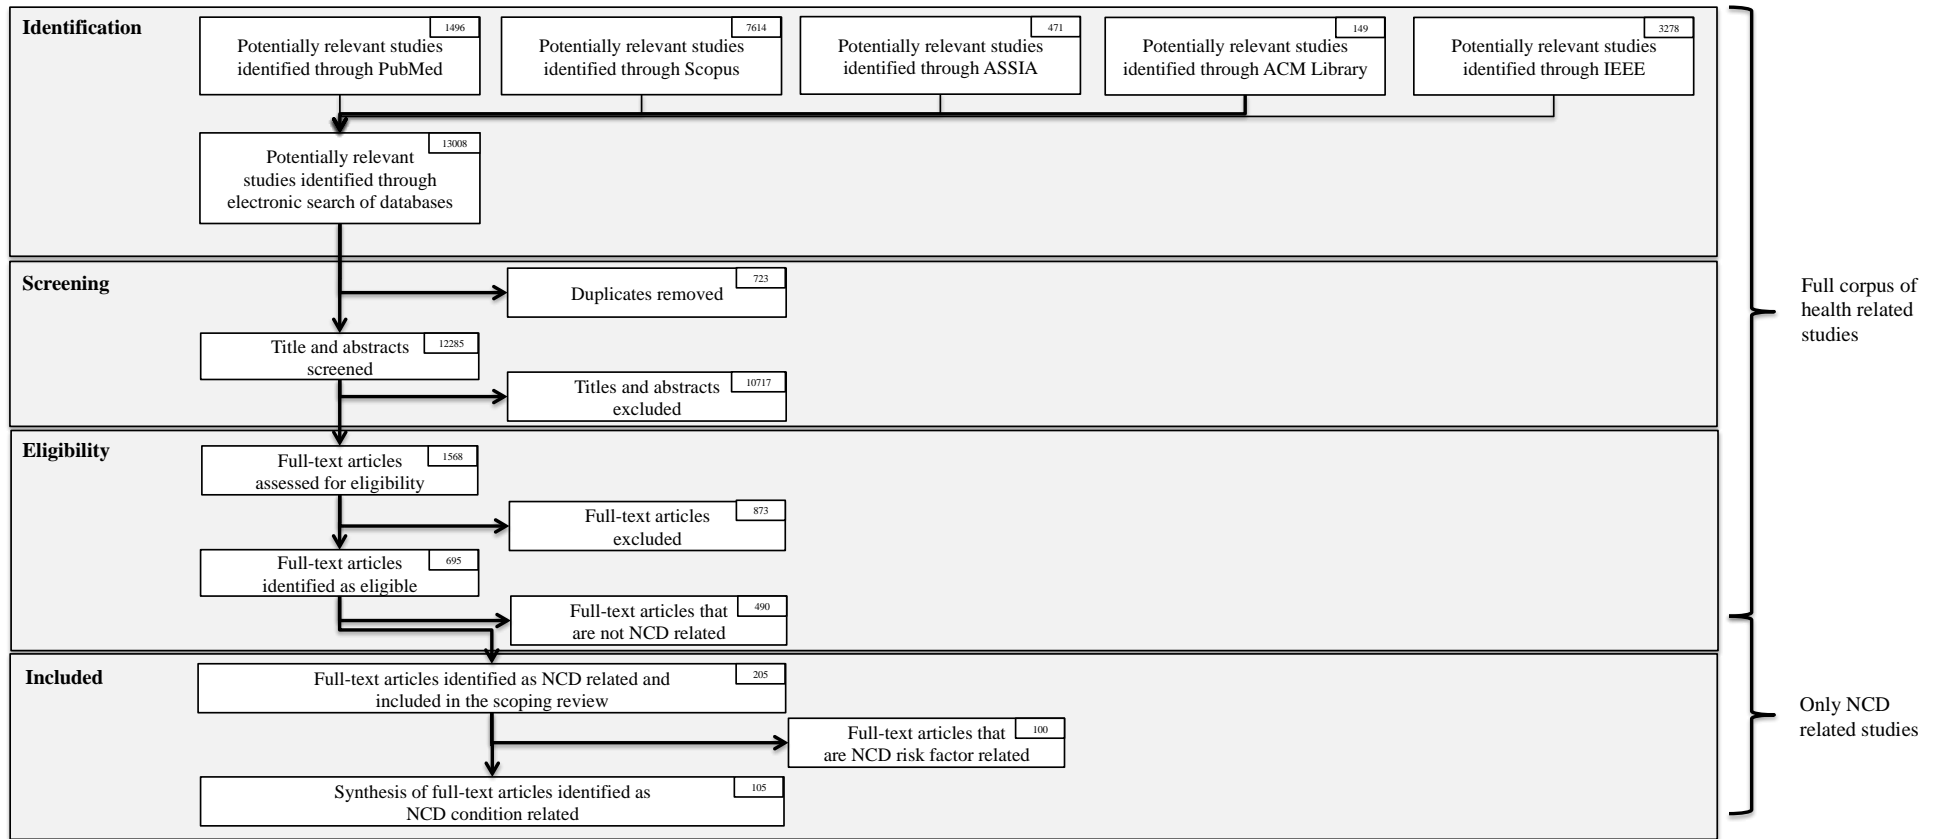 Identification
1496
Potentially relevant studies
identified through PubMed
7614
Potentially relevant studies
identified through Scopus
471
Potentially relevant studies
identified through ASSIA
149
Potentially relevant studies
identified through ACM Library
3278
Potentially relevant studies
identified through IEEE
13008
Potentially relevant
studies identified through
electronic search of databases
Screening
723
Duplicates removed
Title and abstracts
screened
12285
Titles and abstracts
excluded
10717
Full corpus of
health related
studies
Eligibility
Full-text articles
assessed for eligibility
1568
Full-text articles
excluded
873
Full-text articles
identified as eligible
695
Full-text articles that
are not NCD related
490
Included
Full-text articles identified as NCD related and
included in the scoping review
205
Full-text articles that
are NCD risk factor related
100
Synthesis of full-text articles identified as
NCD condition related
105
Only NCD
related studies